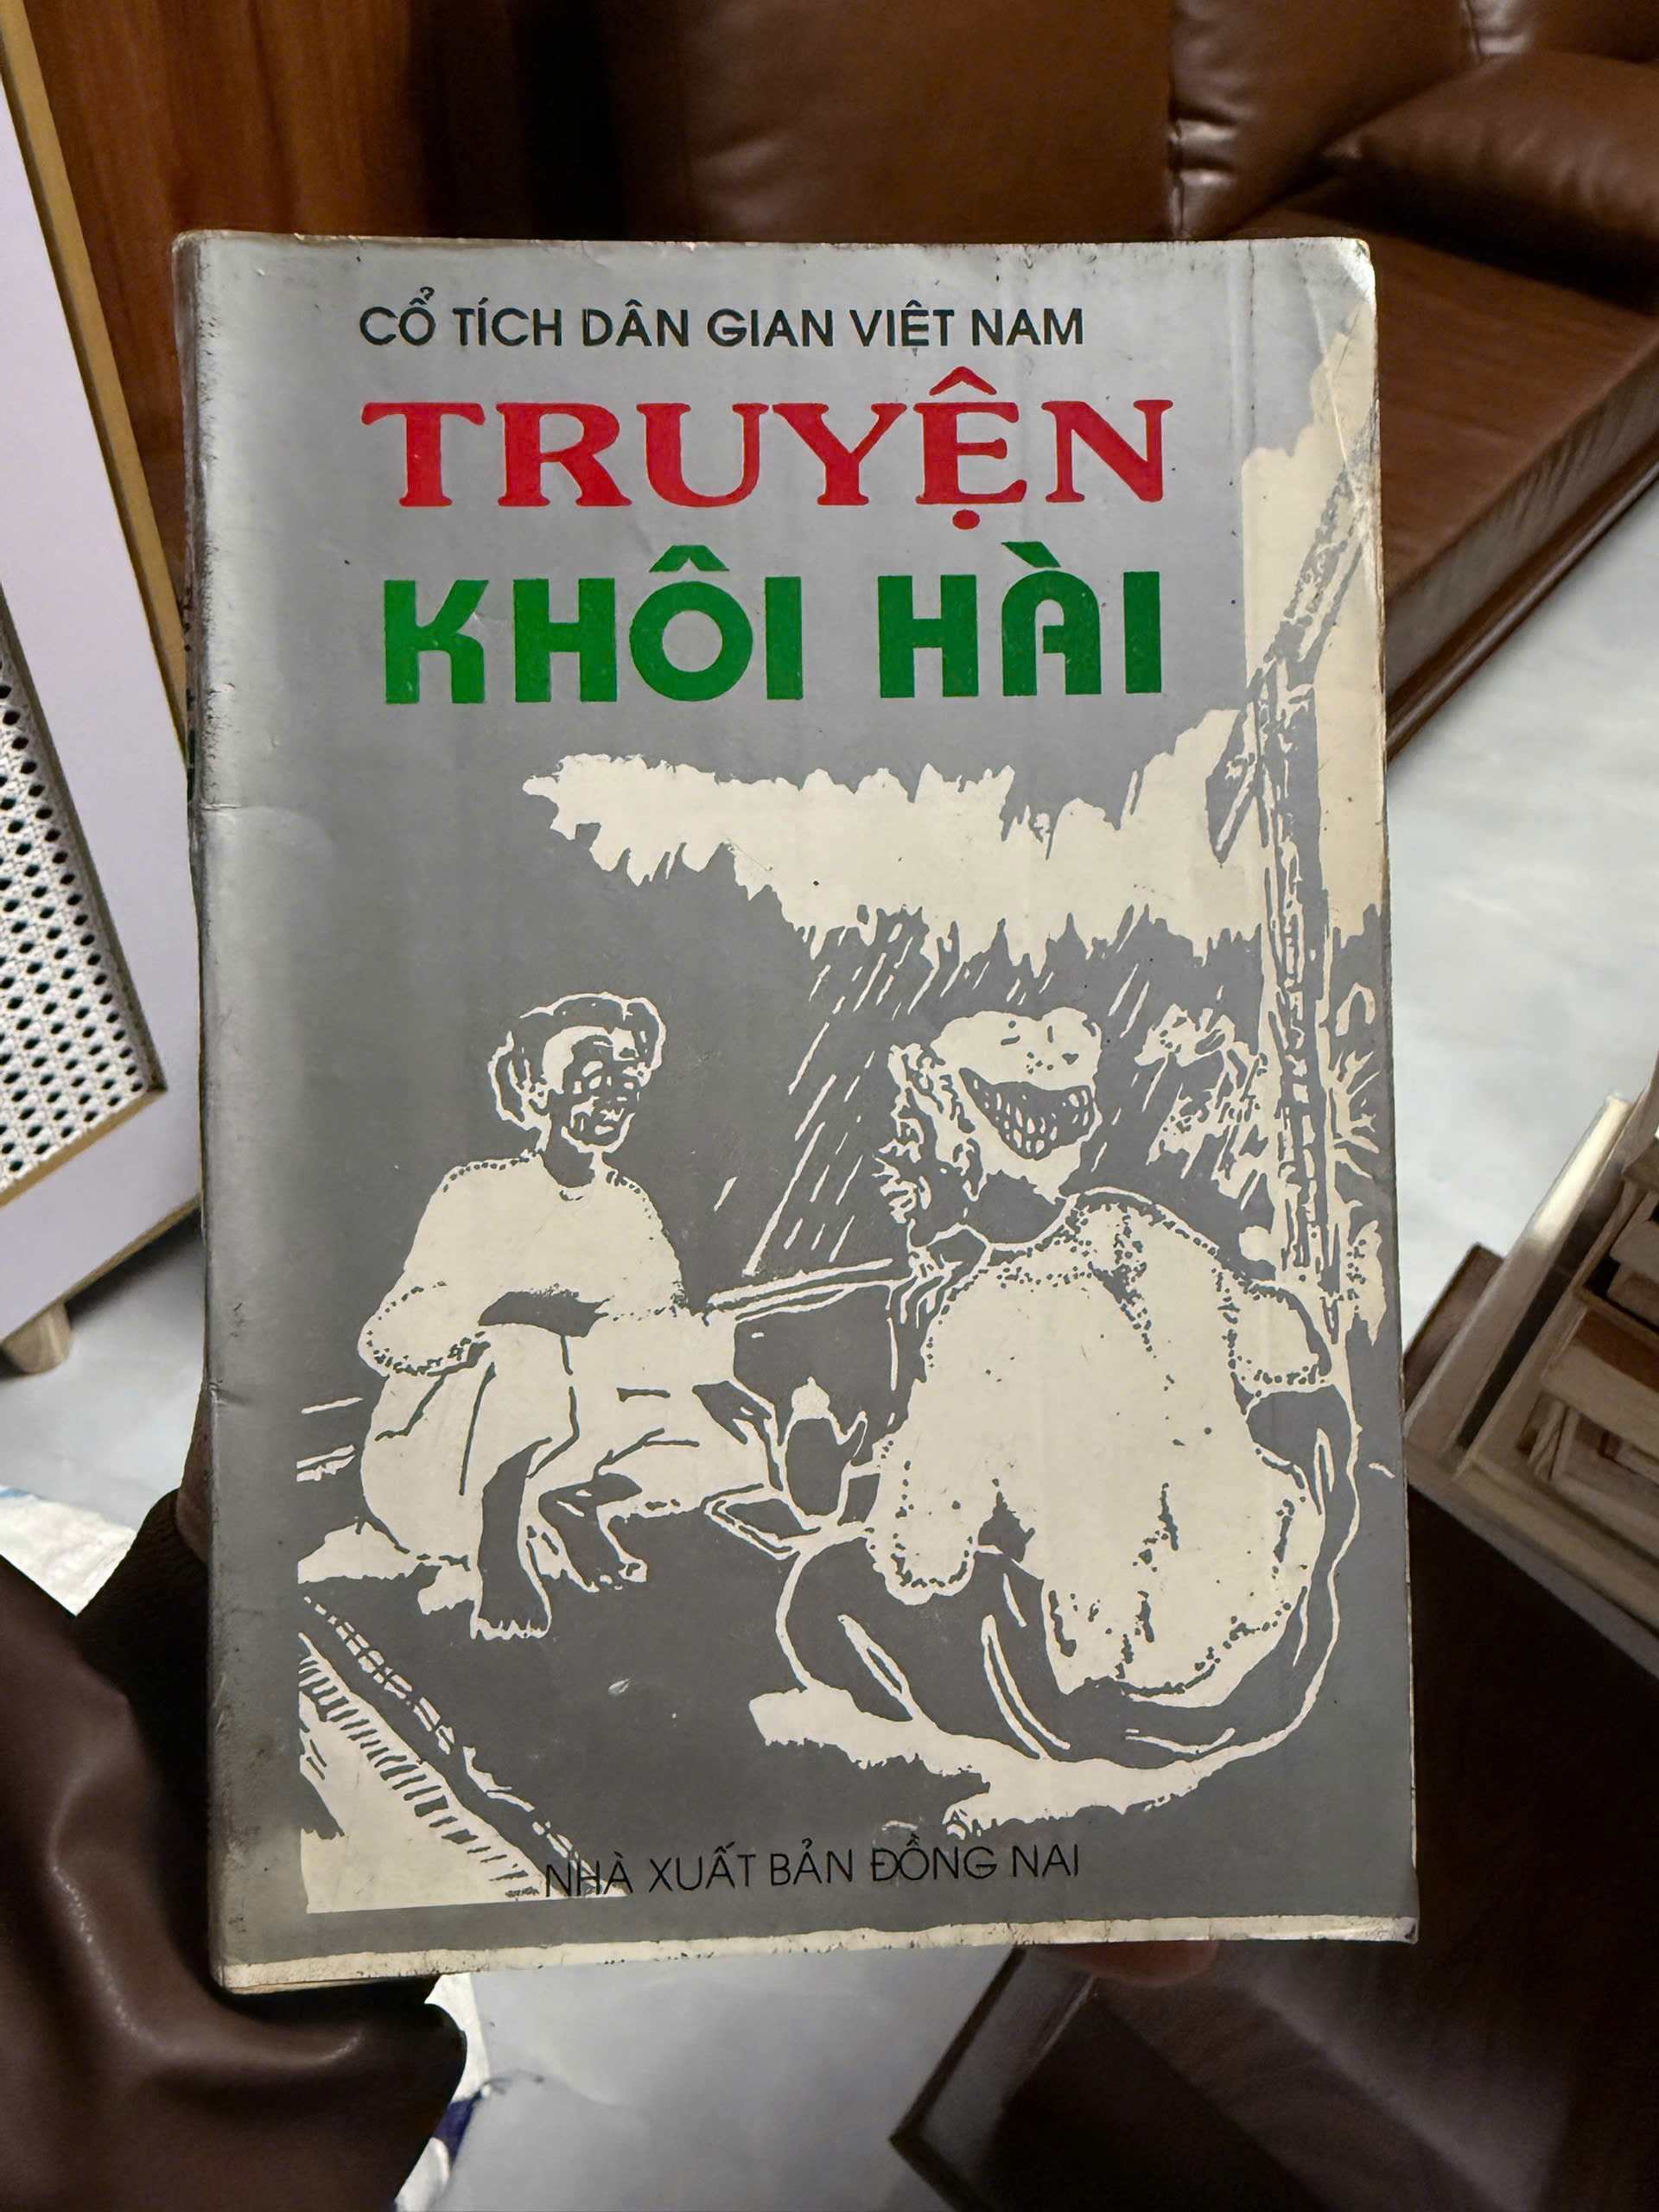 CỔ TÍCH DÂN GIAN VIỆT NAM
TRUYỆN
KHÔI HÀI
NHÀ XUẤT BẢN ĐỒNG NAI